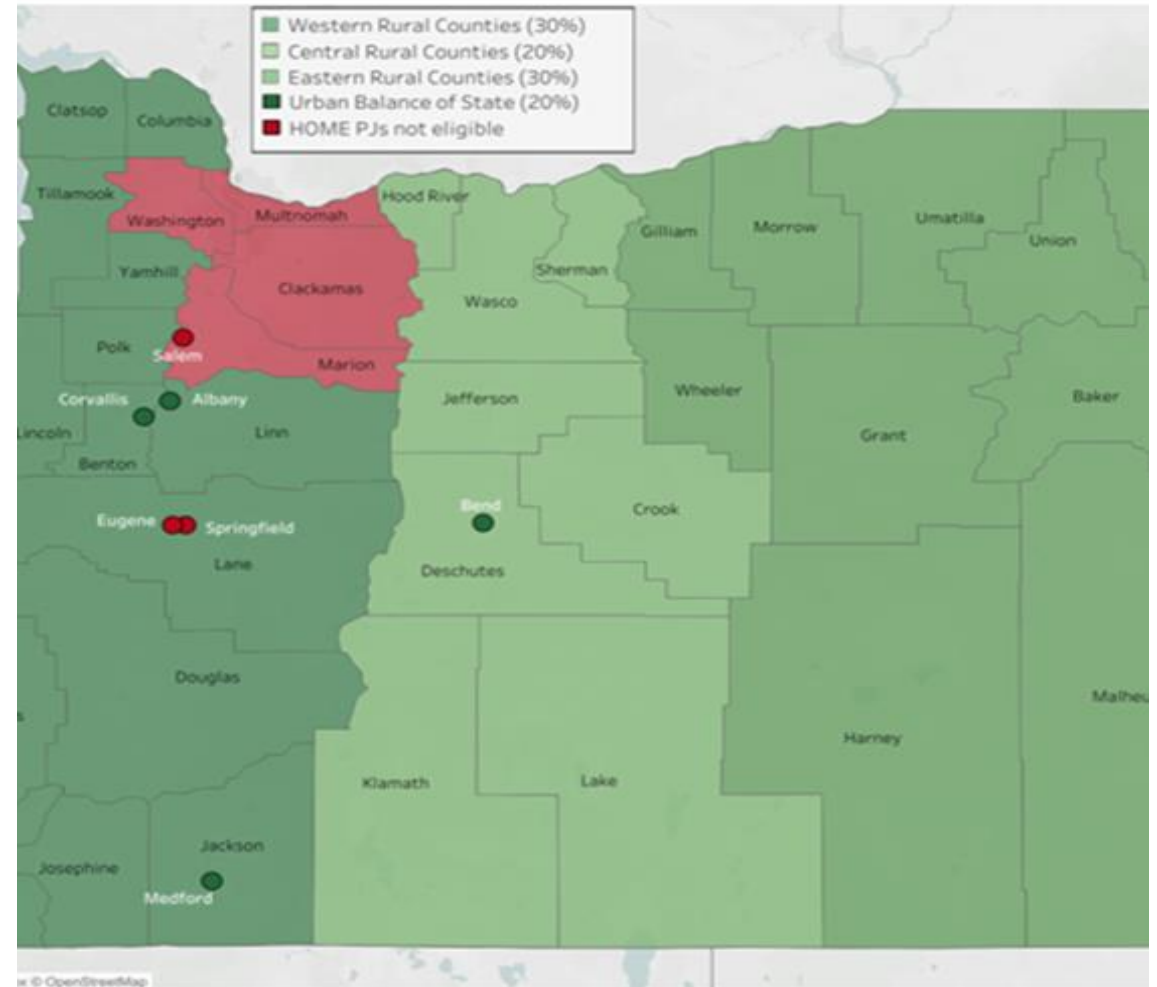 Western Rural Counties (30%)
Central Rural Counties (20%)
Eastern Rural Counties (30%)
Urban Balance of State (20%)
HOME PJs not eligible
Clatsop
Columbia
Tillamook
Washington
Multnomah
Hood River
Gilliam
Morrow
Umatilla
Union
Yamhill
Clackamas
Sherman
Wasco
Polk
Salem
Marion
Corvallis
Albany
Jefferson
Wheeler
Baker
Lincoln
Linn
Grant
Benton
Eugene
Springfield
Bend
Crook
Lane
Deschutes
Douglas
s
Malheu
Harney
Klamath
Lake
Jackson
Josephine
Medford
© OpenStreetMap